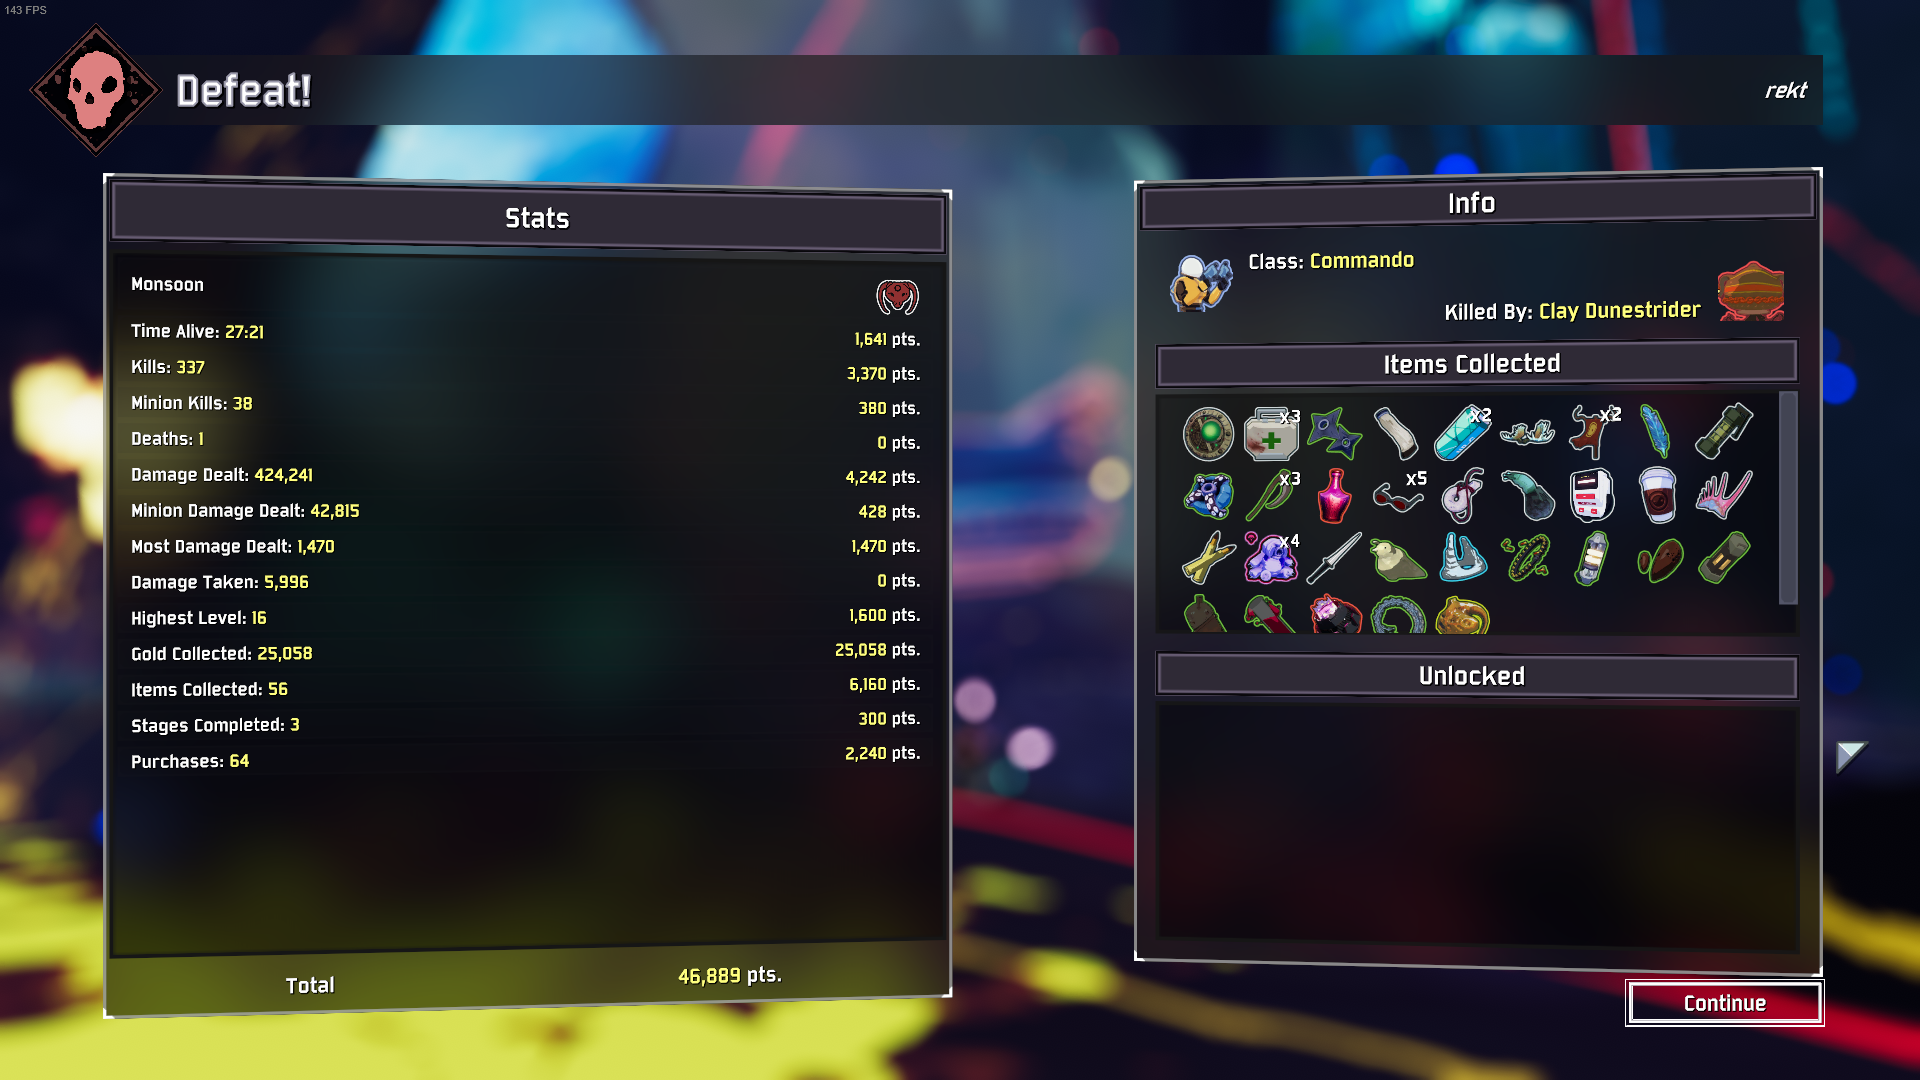 143 FPS
Defeat!
rekt
Stats
Monsoon
Time Alive: 27:21
1,641 pts.
Kills: 337
3,370 pts.
Minion Kills: 38
380 pts.
Deaths: 1
0 pts.
Damage Dealt: 424,241
4,242 pts.
Minion Damage Dealt: 42,815
428 pts.
Most Damage Dealt: 1,470
1,470 pts.
Damage Taken: 5,996
0 pts.
Highest Level: 16
1,600 pts.
Gold Collected: 25,058
25,058 pts.
Items Collected: 56
6,160 pts.
Stages Completed: 3
300 pts.
Purchases: 64
2,240 pts.
Total
46,889 pts.
Info
Class: Commando
Killed By: Clay Dunestrider
Items Collected
x3 x2 x2
x3 x5
x4
Unlocked
Continue